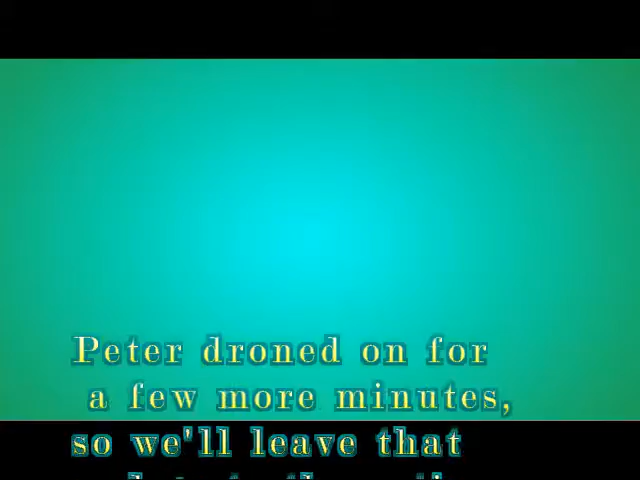 Peter droned on for
a few more minutes,
so we'll leave that